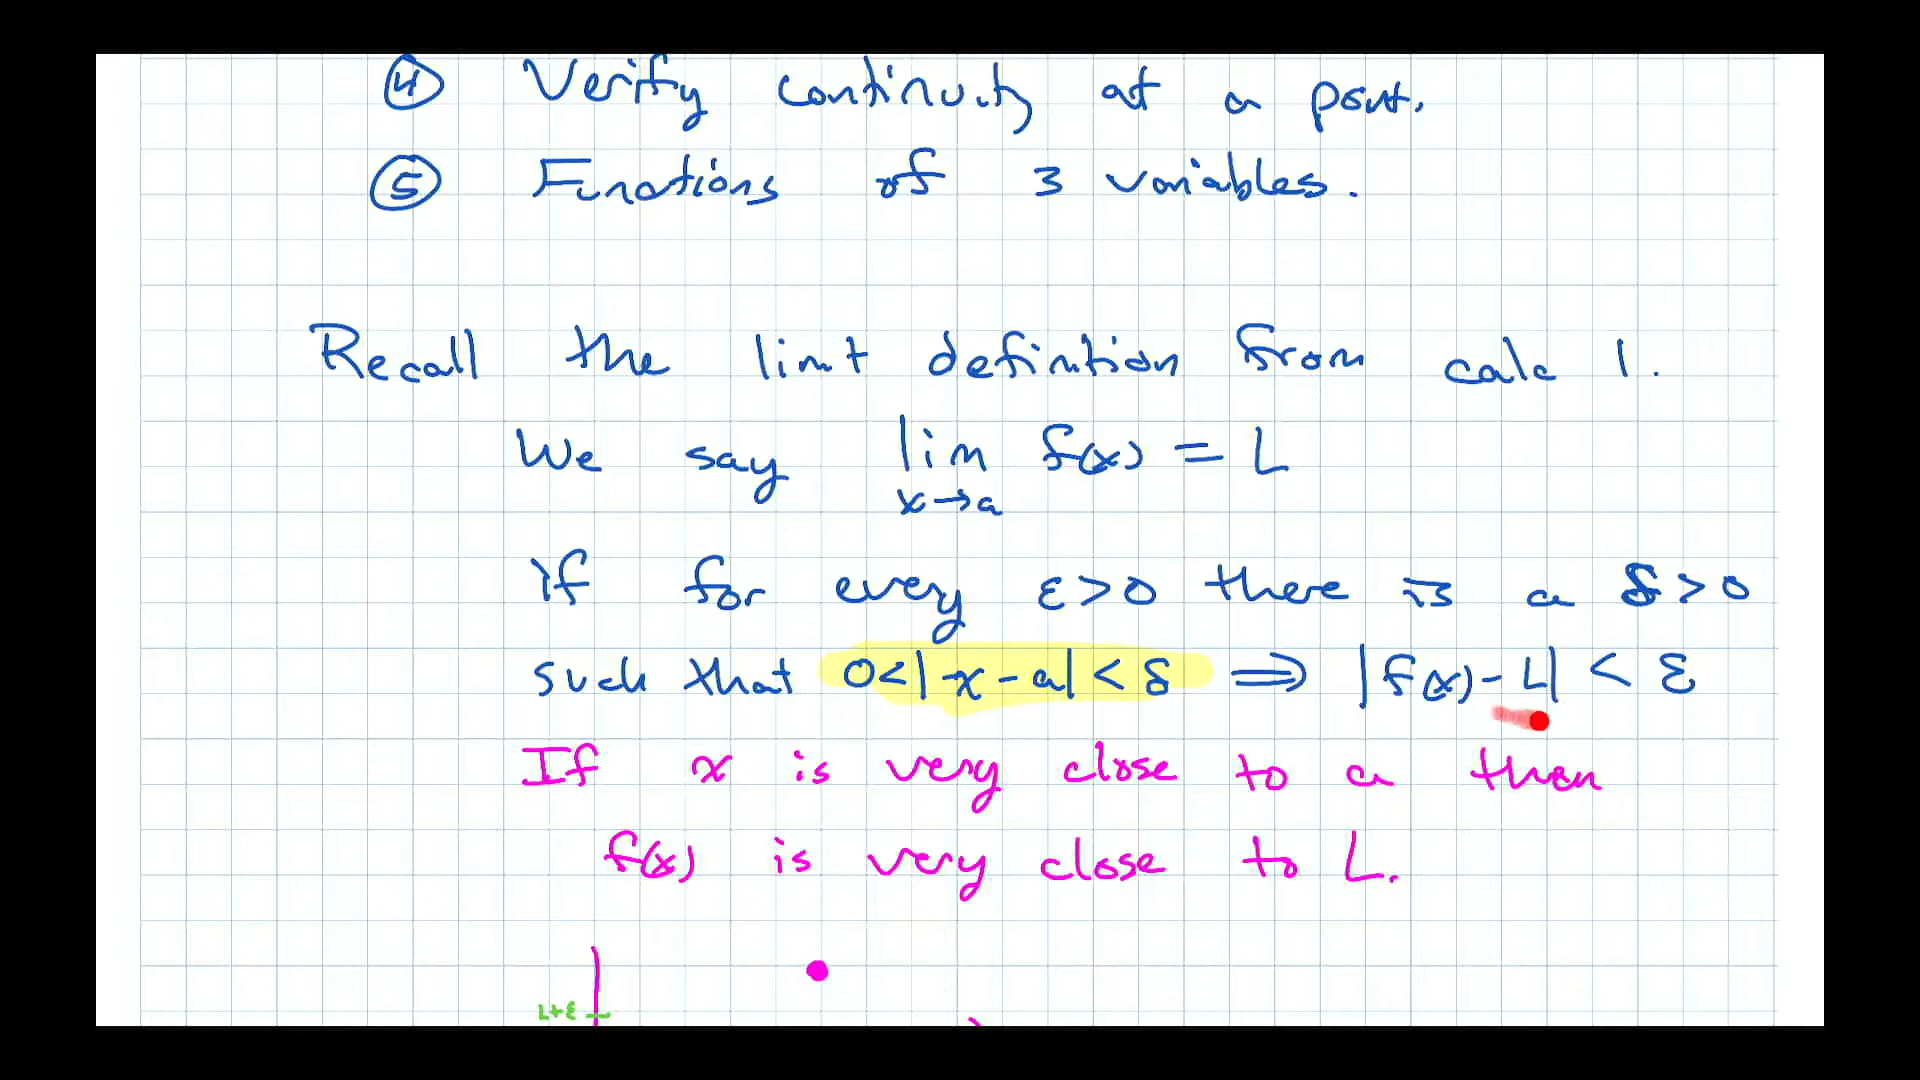 ④ Verify continuity at a point.
⑤ Functions of 3 variables.
Recall the limit definition from calc 1.
We say lim f(x) = L
x→a
if for every ε>0 there is a δ>0
such that 0<|x-a|<δ ⟹ |f(x)-L| < ε
If x is very close to a then
f(x) is very close to L.
L+ε